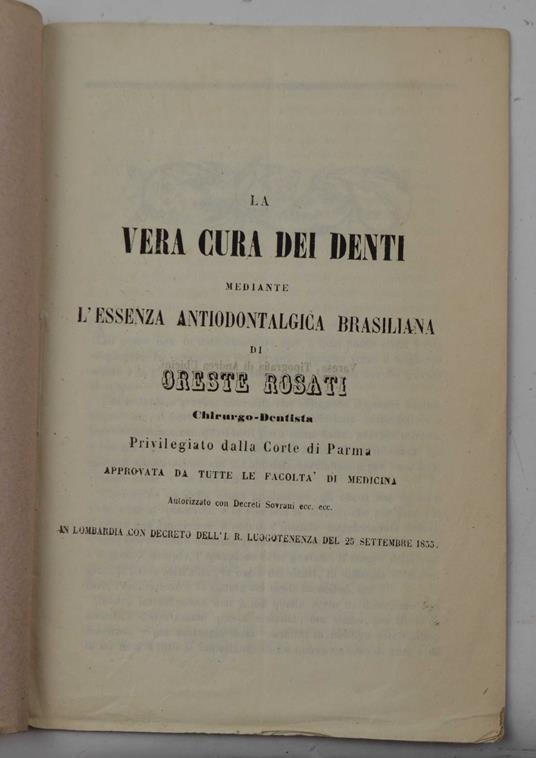 LA
VERA CURA DEI DENTI
MEDIANTE
L'ESSENZA ANTIODONTALGICA BRASILIANA
DI
ORESTE ROSATI
Chirurgo-Dentista
Privilegiato dalla Corte di Parma
APPROVATA DA TUTTE LE FACOLTA' DI MEDICINA
Autorizzato con Decreti Sovrani ecc. ecc.
IN LOMBARDIA CON DECRETO DELL'I. R. LUOGOTENENZA DEL 25 SETTEMBRE 1855.